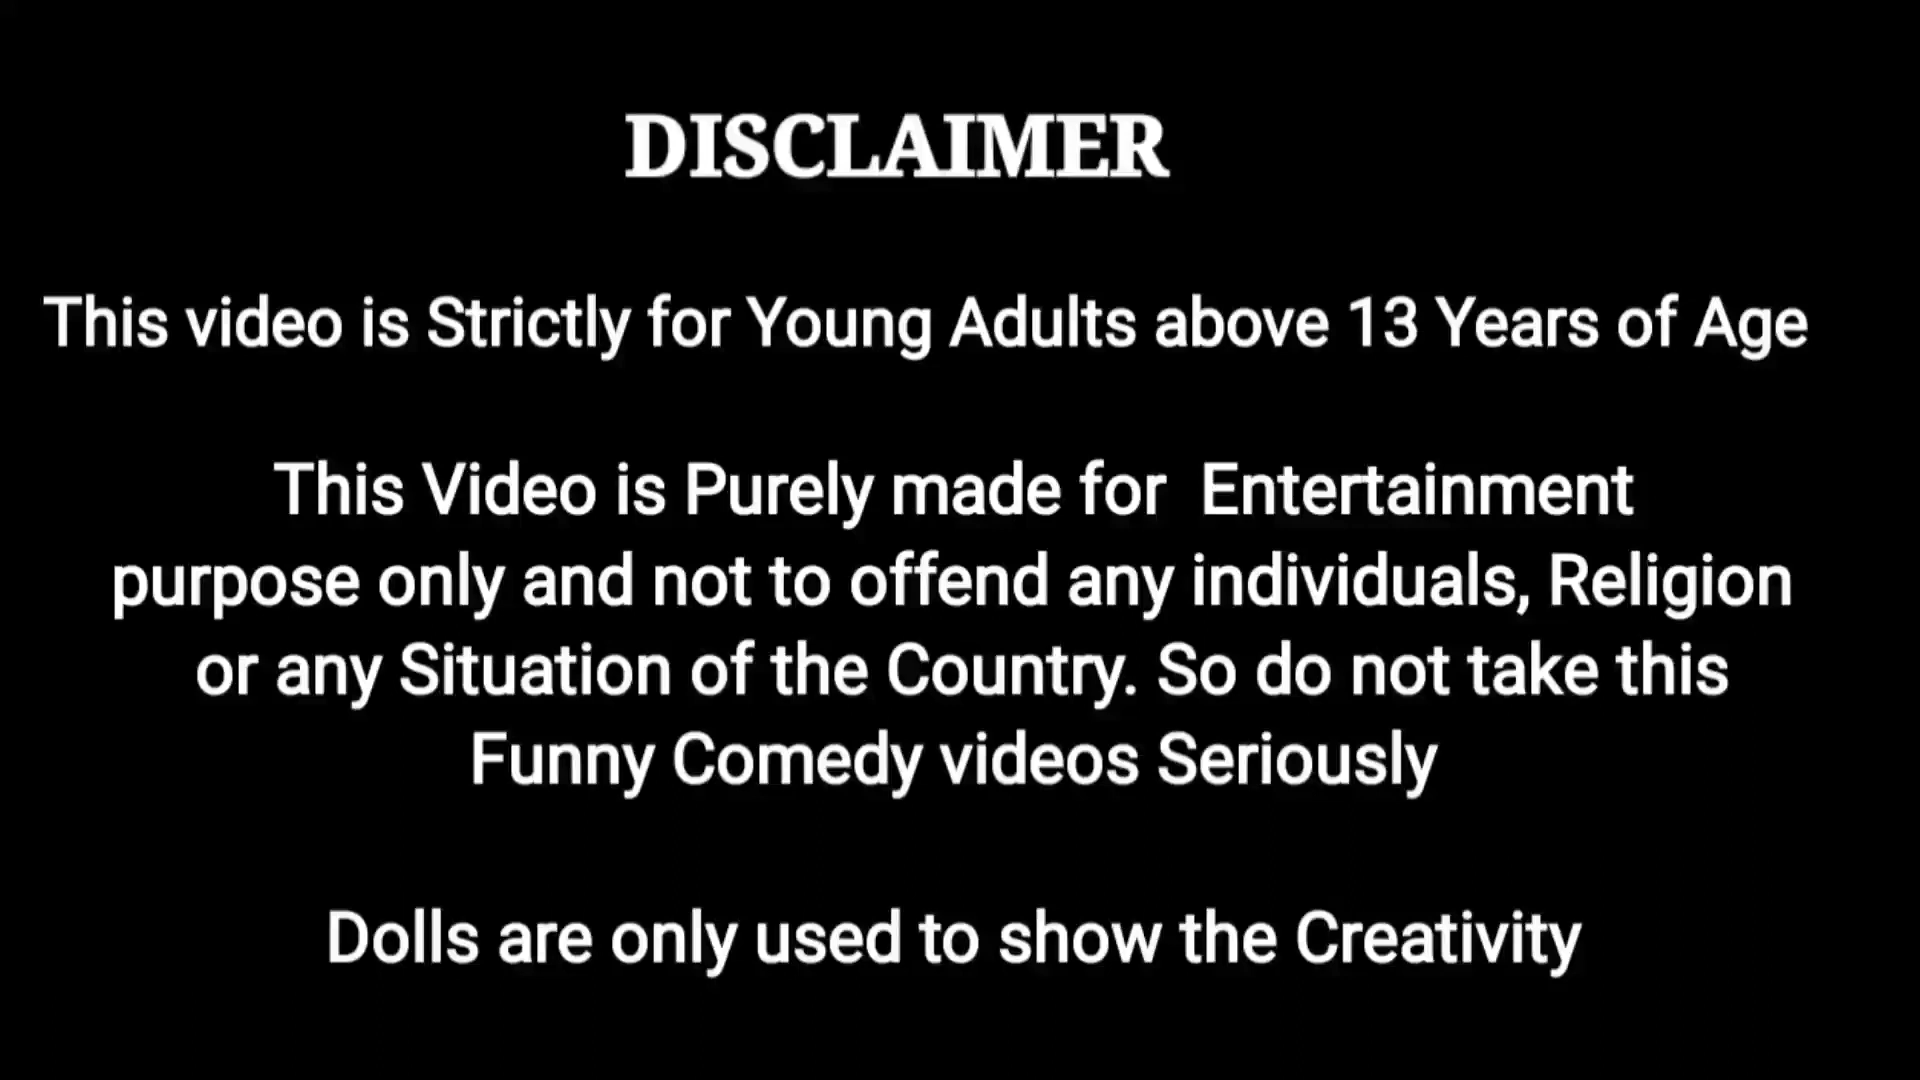 DISCLAIMER
This video is Strictly for Young Adults above 13 Years of Age
This Video is Purely made for  Entertainment
purpose only and not to offend any individuals, Religion
or any Situation of the Country. So do not take this
Funny Comedy videos Seriously
Dolls are only used to show the Creativity